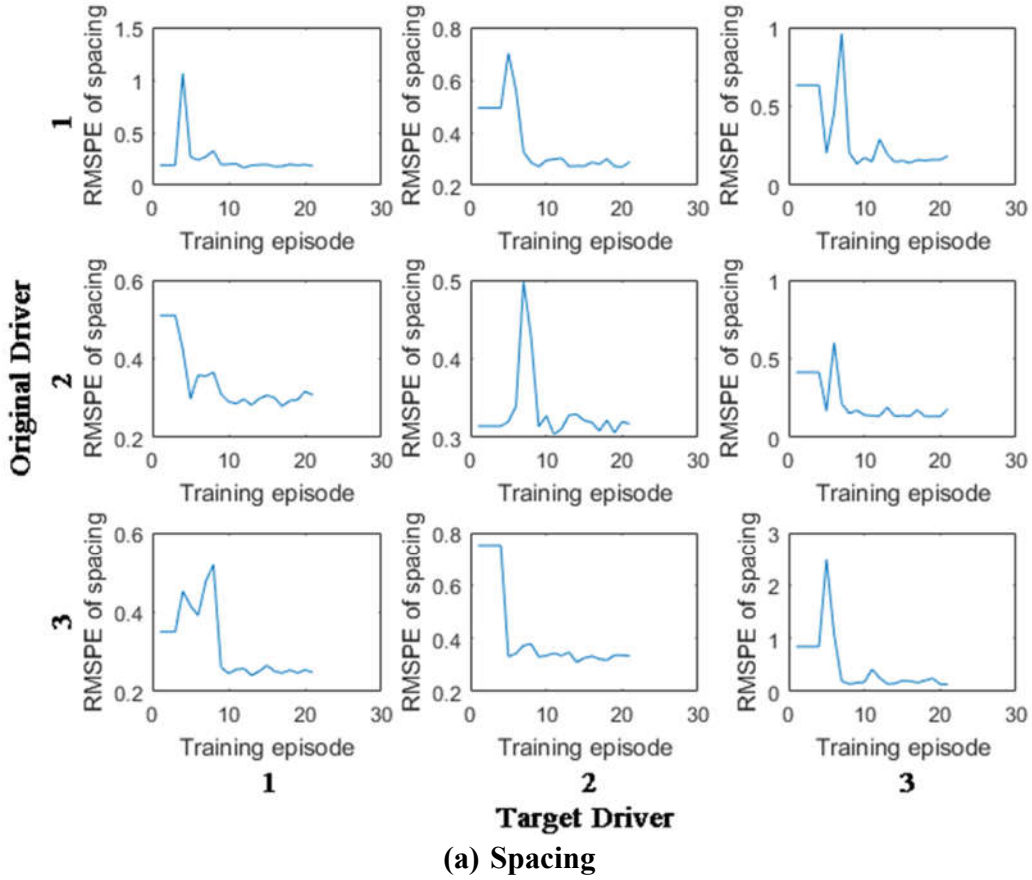 1.5
1
0.5
0
RMSPE of spacing
0 10 20 30
Training episode
0.8
0.6
0.4
0.2
RMSPE of spacing
0 10 20 30
Training episode
1
0.5
0
RMSPE of spacing
0 10 20 30
Training episode
1
0.6
0.4
0.2
RMSPE of spacing
0 10 20 30
Training episode
0.5
0.4
0.3
RMSPE of spacing
0 10 20 30
Training episode
1
0.5
0
RMSPE of spacing
0 10 20 30
Training episode
2
Original Driver
0.6
0.4
0.2
RMSPE of spacing
0 10 20 30
Training episode
0.8
0.6
0.4
0.2
RMSPE of spacing
0 10 20 30
Training episode
3
2
1
0
RMSPE of spacing
0 10 20 30
Training episode
3
1 2 3
Target Driver
(a) Spacing